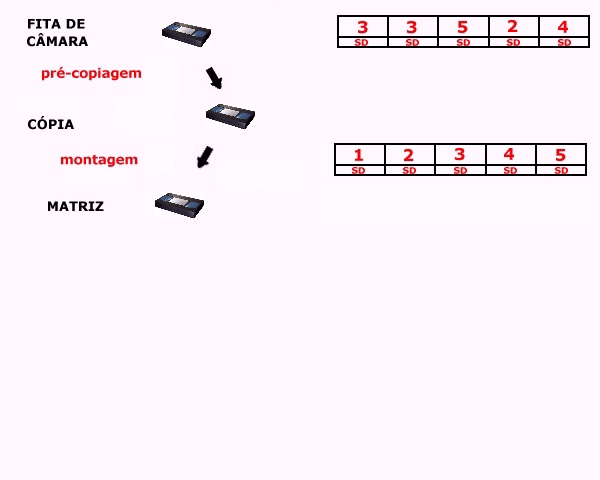 FITA DE
CÂMARA
3 3 5 2 4
SD SD SD SD SD
pré-copiagem
CÓPIA
montagem
1 2 3 4 5
SD SD SD SD SD
MATRIZ